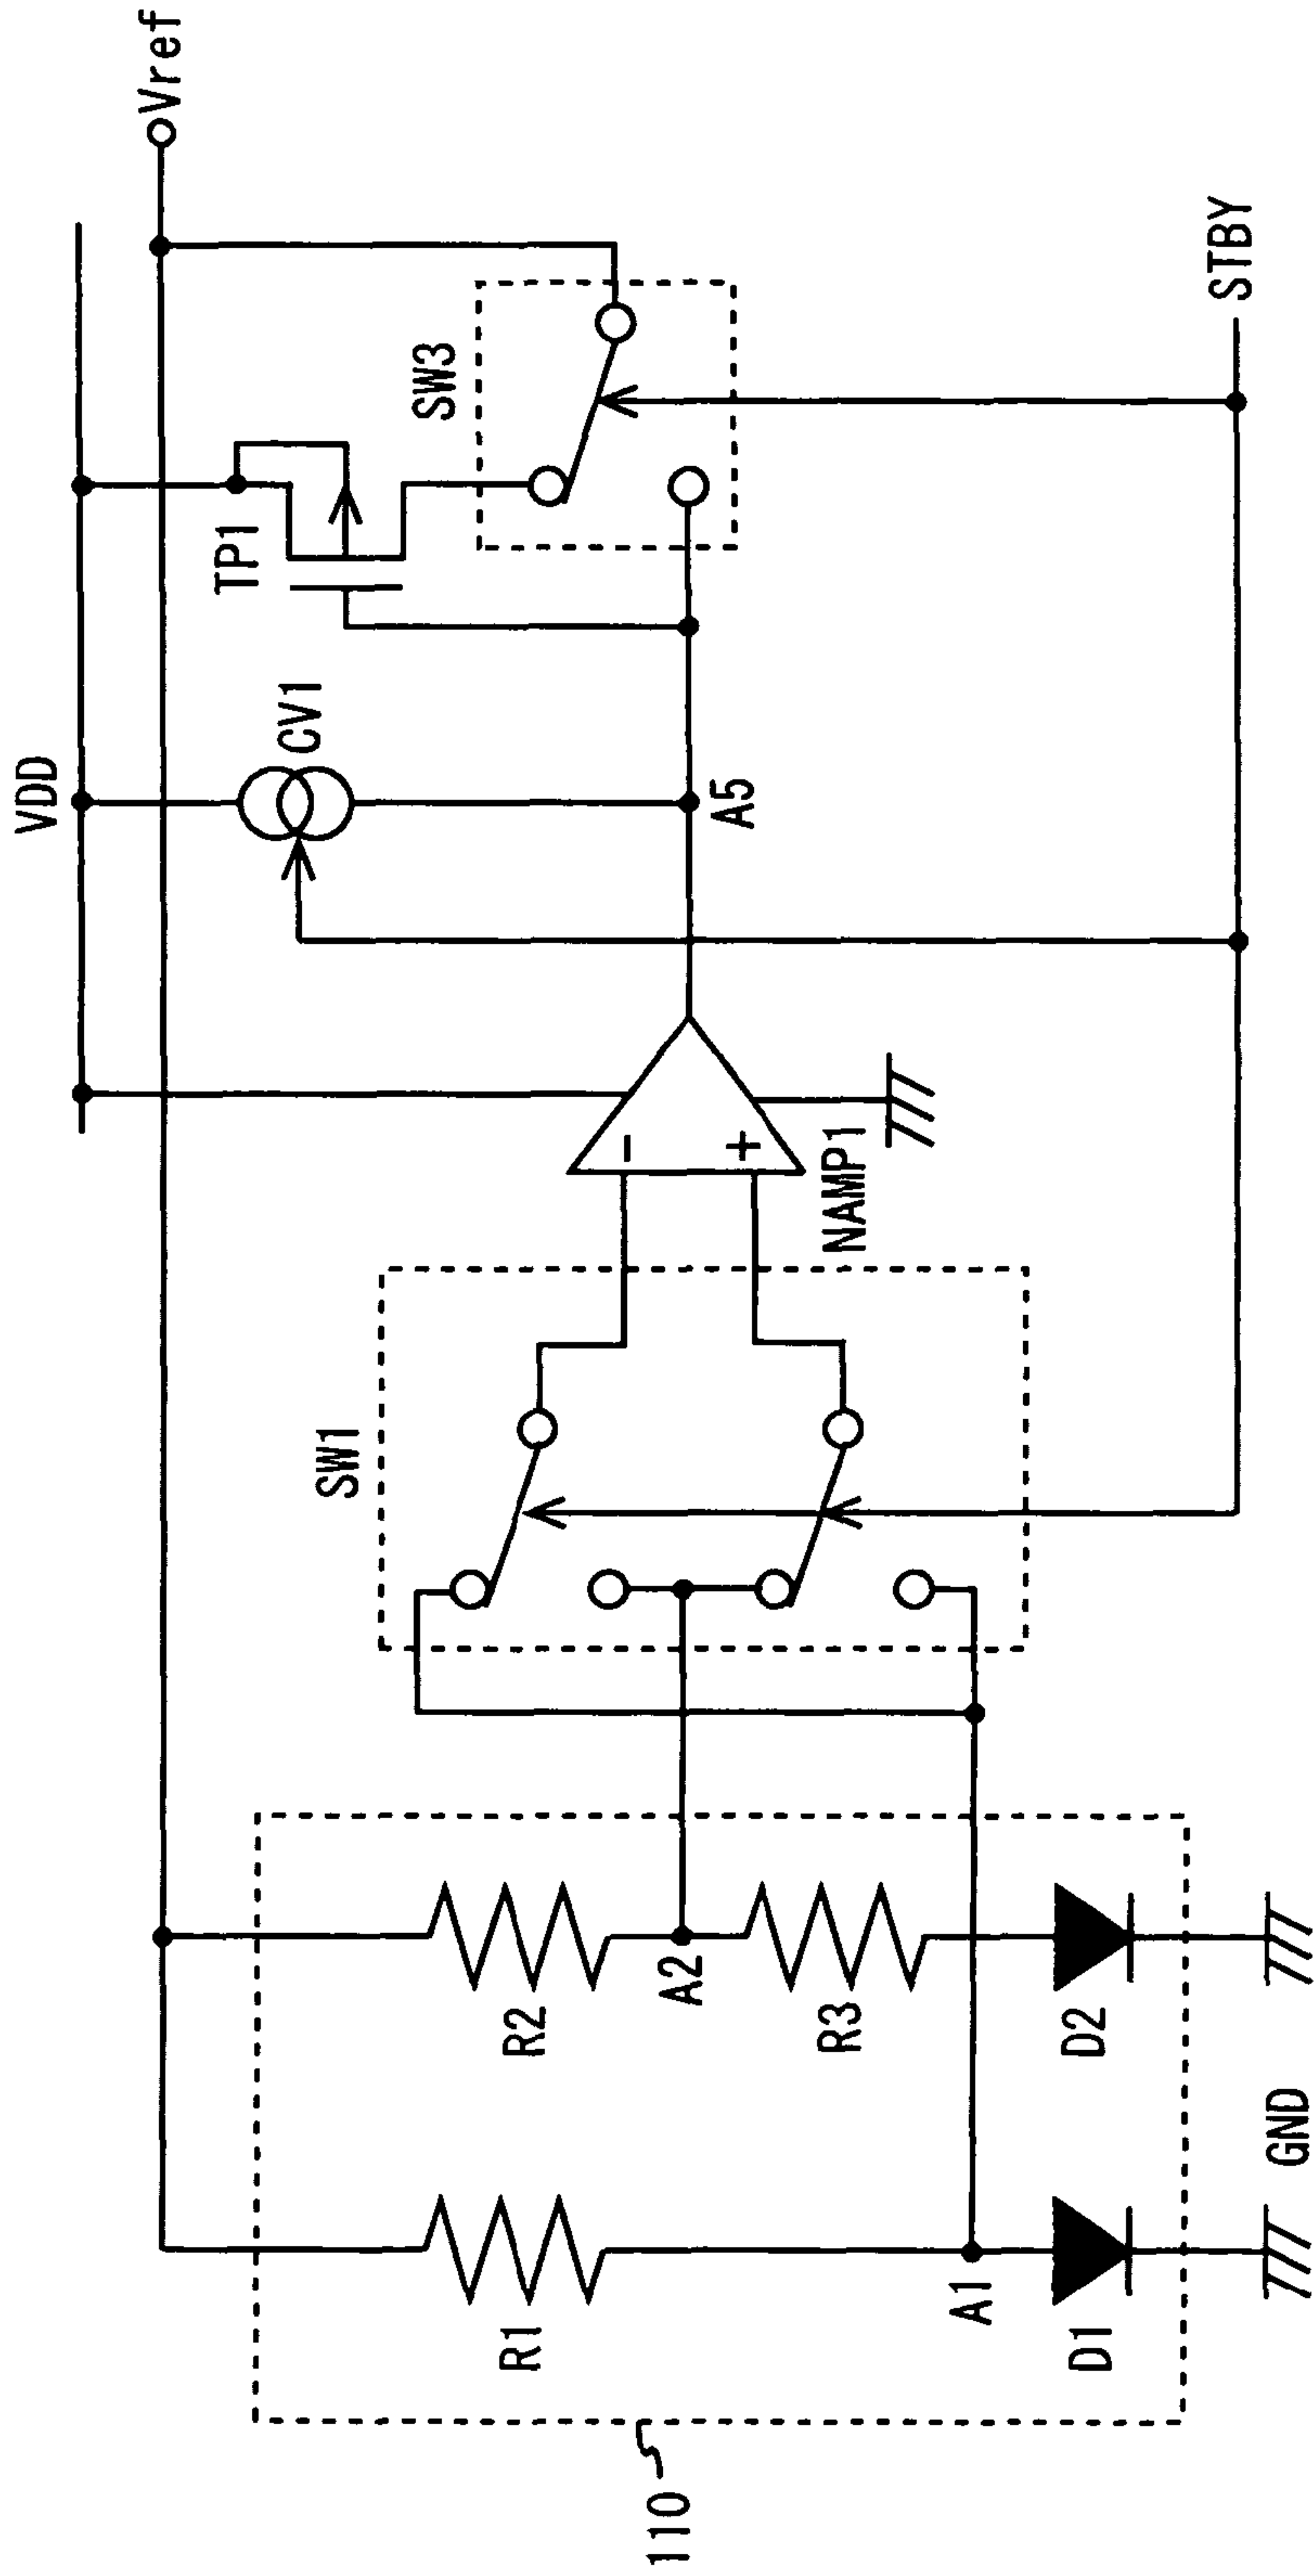 VDD
Vref
CV1
TP1
SW3
SW1
A5
STBY
-
+
NAMP1
110
R1
R2
A2
R3
A1
D1
D2
GND